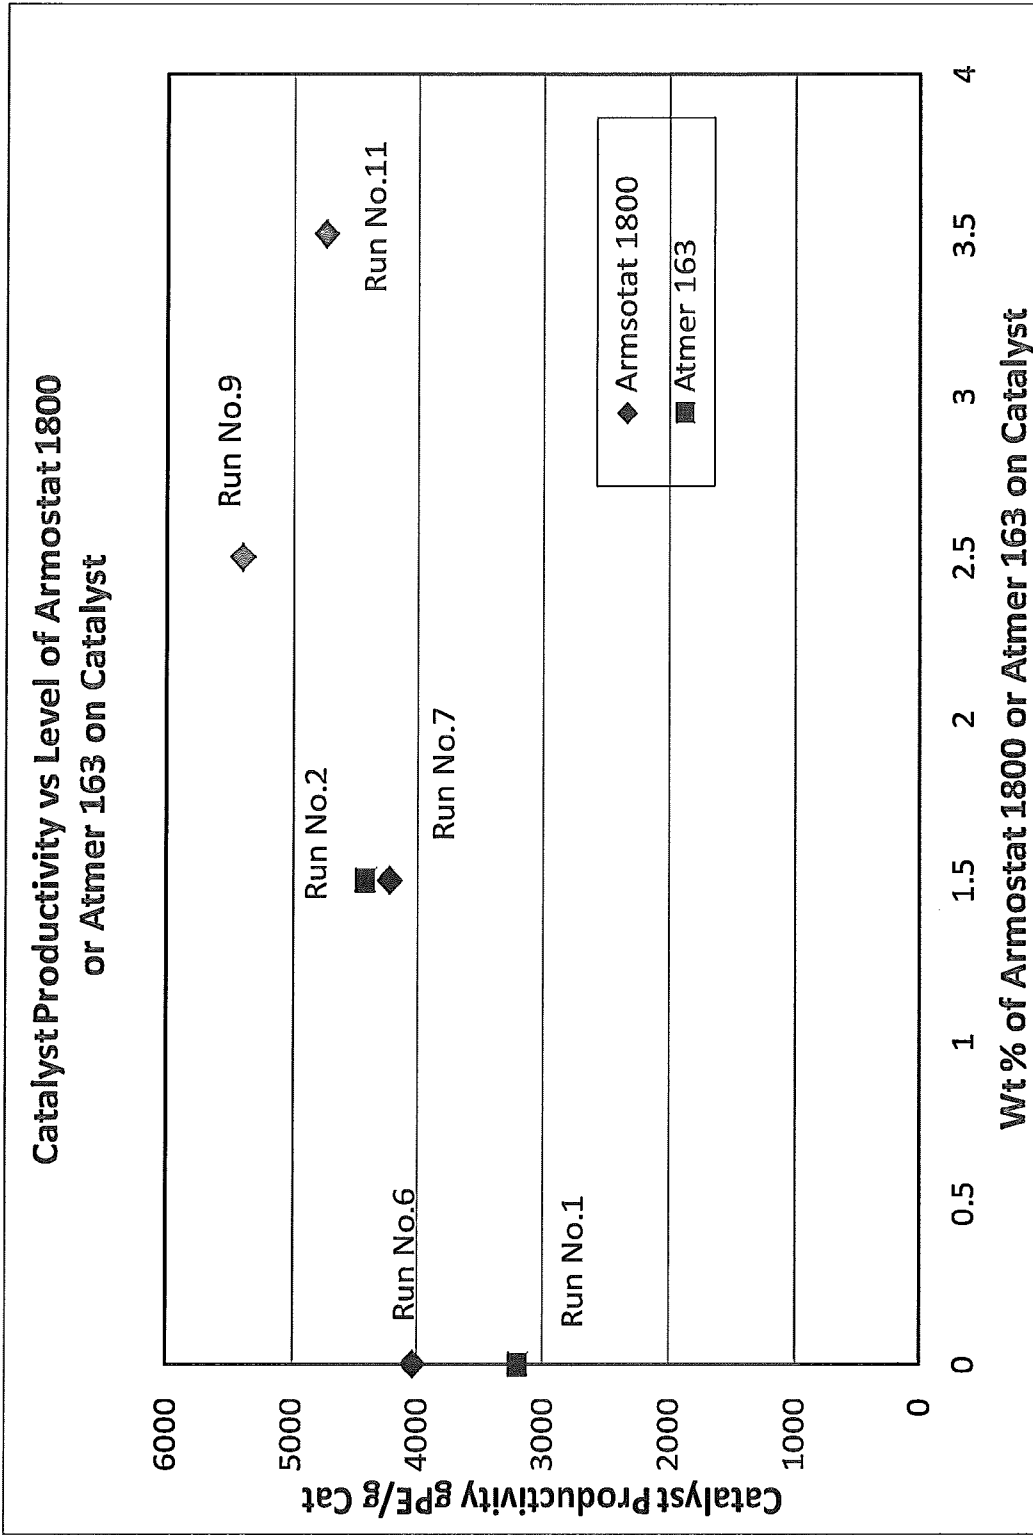 Catalyst Productivity vs Level of Armostat 1800
or Atmer 163 on Catalyst
Catalyst Productivity gPE/g Cat
6000
5000
4000
3000
2000
1000
0
Run No.6
Run No.1
Run No.2
Run No.7
Run No.9
Run No.11
Armsotat 1800
Atmer 163
0
0.5
1
1.5
2
2.5
3
3.5
4
Wt % of Armostat 1800 or Atmer 163 on Catalyst